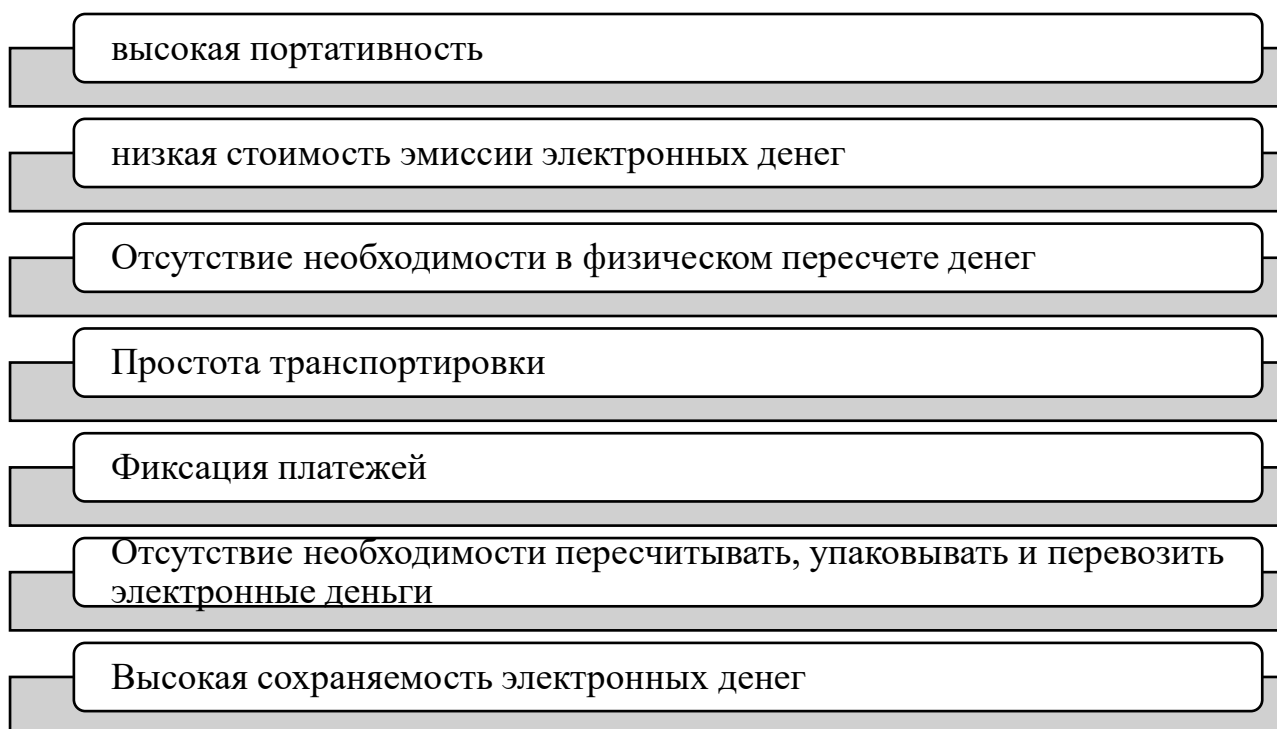 высокая портативность
низкая стоимость эмиссии электронных денег
Отсутствие необходимости в физическом пересчете денег
Простота транспортировки
Фиксация платежей
Отсутствие необходимости пересчитывать, упаковывать и перевозить
электронные деньги
Высокая сохраняемость электронных денег